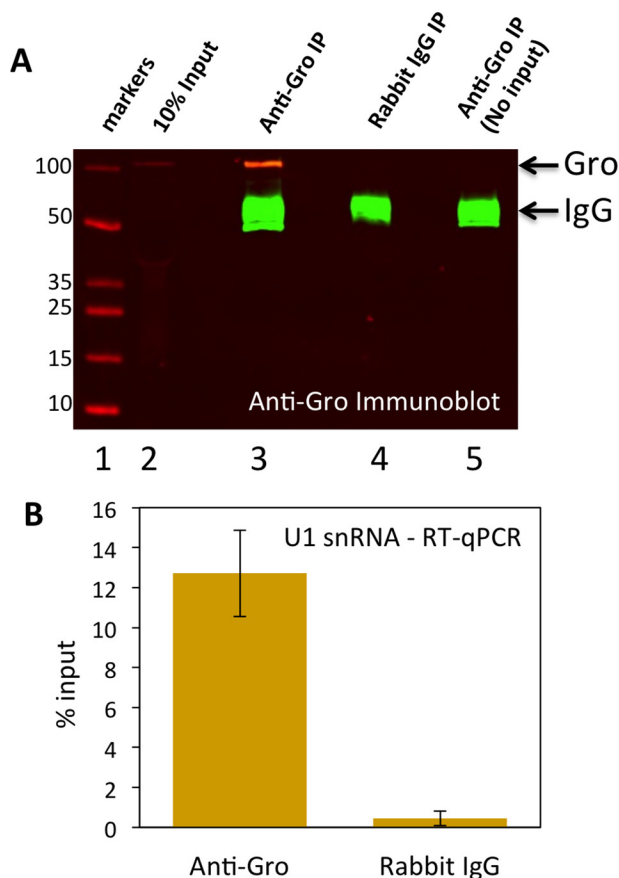 A
markers
10% Input
Anti-Gro IP
Rabbit IgG IP
Anti-Gro IP
(No input)
100
50
35
25
15
10
Gro
IgG
Anti-Gro Immunoblot
1 2 3 4 5
B
U1 snRNA - RT-qPCR
% input
16
14
12
10
8
6
4
2
0
Anti-Gro Rabbit IgG